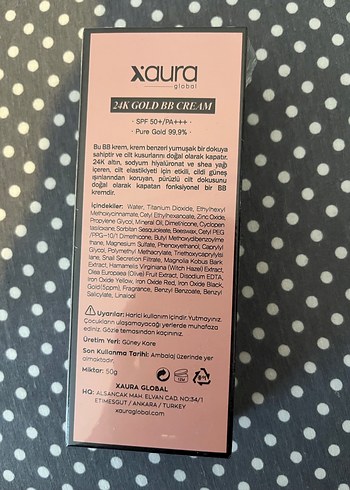 xaura
global
24K GOLD BB CREAM
· SPF 50+/PA+++ ·
· Pure Gold 99,9% ·
Bu BB krem, krem benzeri yumuşak bir dokuya
sahiptir ve cilt kusurlarını doğal olarak kapatır.
24K altın, sodyum hiyalüronat ve shea yağı
içeren, cilt elastikiyeti için etkili, cildi güneş
ışınlarından koruyan, pürüzlü cilt dokusunu
doğal olarak kapatan fonksiyonel bir BB
kremdir.
İçindekiler: Water, Titanium Dioxide, Ethylhexyl
Methoxycinnamate, Cetyl Ethylhexanoate, Zinc Oxide,
Propylene Glycol, Mineral Oil, Dimethicone, Cyclopen
tasiloxane, Sorbitan Sesquioleate, Beeswax, Cetyl PEG
/PPG-10/1 Dimethicone, Butyl Methoxydibenzoylme
thane, Magnesium Sulfate, Phenoxyethanol, Caprylyl
Glycol, Polymethyl Methacrylate, Triethoxycaprylylsi
lane, Snail Secretion Filtrate, Magnolia Kobus Bark
Extract, Hamamelis Virginiana (Witch Hazel) Extract,
Olea Europaea (Olive) Fruit Extract, Disodium EDTA,
Iron Oxide Yellow, Iron Oxide Red, Iron Oxide Black,
Gold(5ppm), Fragrance, Benzyl Benzoate, Benzyl
Salicylate, Linalool
Uyarılar: Harici kullanım içindir. Yutmayınız.
Çocukların ulaşamayacağı yerlerde muhafaza
ediniz. Gözle temasından kaçınınız.
Üretim Yeri: Güney Kore
Son Kullanma Tarihi: Ambalaj üzerinde yer
almaktadır.
Miktar: 50g
12M
XAURA GLOBAL
HQ: ALSANCAK MAH. ELVAN CAD. NO:34/1
ETIMESGUT / ANKARA / TURKEY
xauraglobal.com